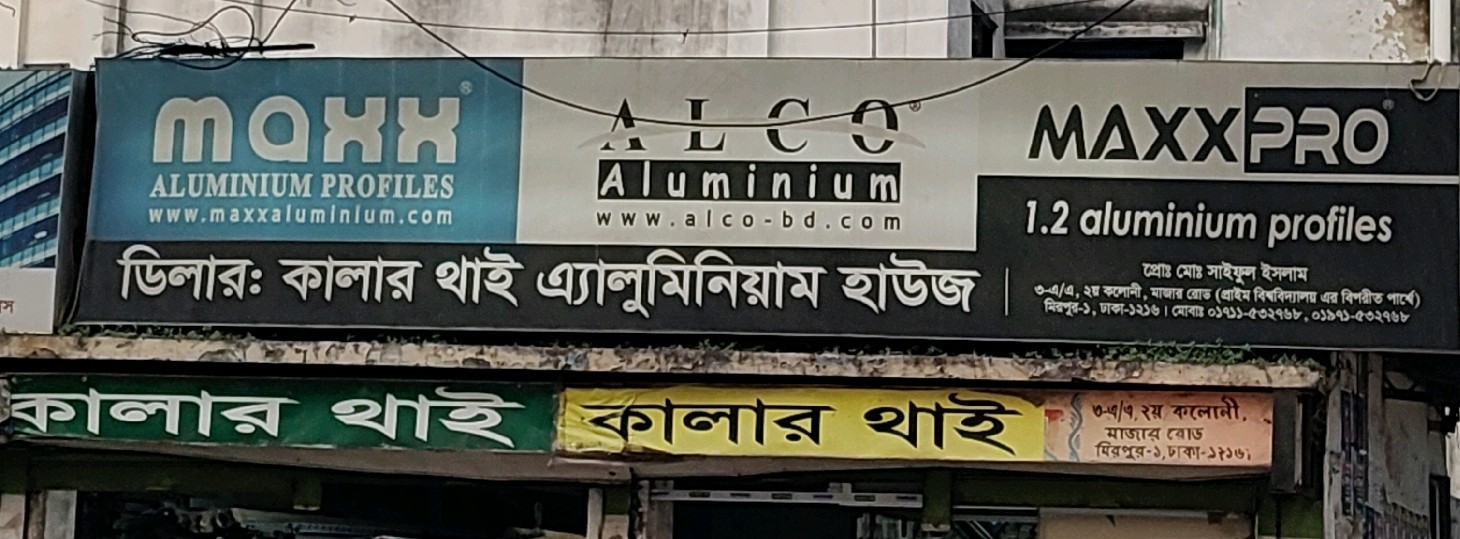 maxx®
ALUMINIUM PROFILES
www.maxxaluminium.com
ALCO®
Aluminium
www.alco-bd.com
MAXXPRO®
1.2 aluminium profiles
ডিলারঃ কালার থাই এ্যালুমিনিয়াম হাউজ
প্রোঃ মোঃ সাইফুল ইসলাম
৩-এ/এ, ২য় কলোনী, মাজার রোড (প্রাইম বিশ্ববিদ্যালয় এর বিপরীত পার্শ্বে)
মিরপুর-১, ঢাকা-১২১৬। মোবাঃ ০১৭১১-৫৩২৭৬৮, ০১৯৭১-৫৩২৭৬৮
কালার থাই
কালার থাই
৩-এ/এ, ২য় কলোনী,
মাজার রোড
মিরপুর-১, ঢাকা-১২১৬।